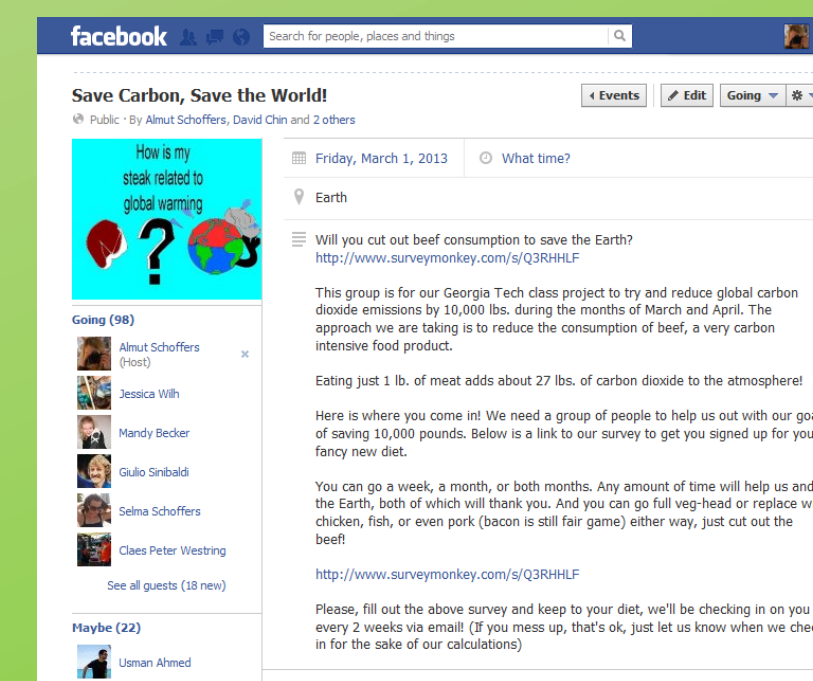 facebook
Search for people, places and things
Save Carbon, Save the World!
Events
Edit
Going
Public · By Almut Schoffers, David Chin and 2 others
How is my
steak related to
global warming
?
Friday, March 1, 2013
What time?
Earth
Will you cut out beef consumption to save the Earth?
http://www.surveymonkey.com/s/Q3RHHLF
This group is for our Georgia Tech class project to try and reduce global carbon
dioxide emissions by 10,000 lbs. during the months of March and April. The
approach we are taking is to reduce the consumption of beef, a very carbon
intensive food product.
Eating just 1 lb. of meat adds about 27 lbs. of carbon dioxide to the atmosphere!
Here is where you come in! We need a group of people to help us out with our
of saving 10,000 pounds. Below is a link to our survey to get you signed up for
fancy new diet.
You can go a week, a month, or both months. Any amount of time will help us and
the Earth, both of which will thank you. And you can go full veg-head or replace
chicken, fish, or even pork (bacon is still fair game) either way, just cut out the
beef!
http://www.surveymonkey.com/s/Q3RHHLF
Please, fill out the above survey and keep to your diet, we'll be checking in on you
every 2 weeks via email! (If you mess up, that's ok, just let us know when we
in for the sake of our calculations)
Going (98)
Almut Schoffers
(Host)
Jessica Wilh
Mandy Becker
Giulio Sinibaldi
Selma Schoffers
Claes Peter Westring
See all guests (18 new)
Maybe (22)
Usman Ahmed